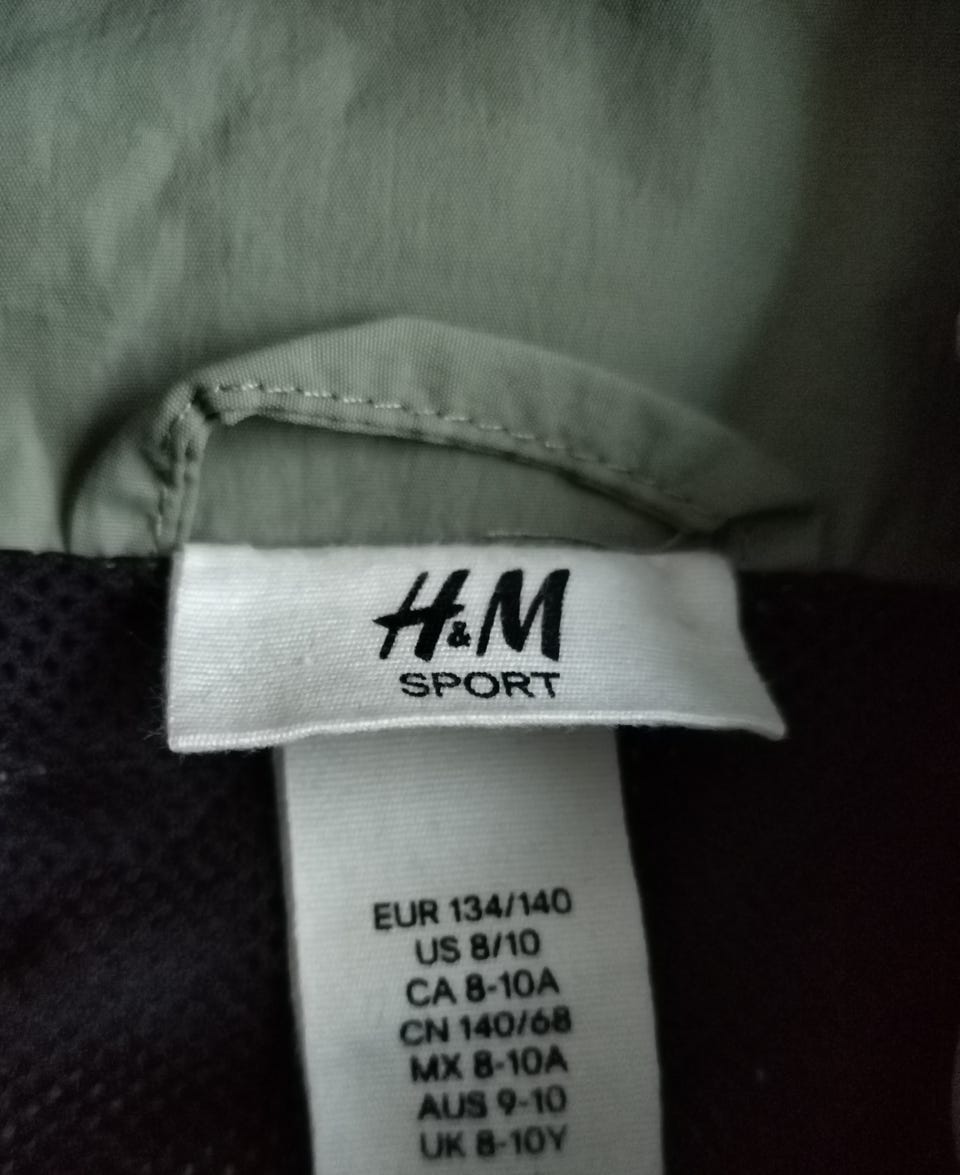 H&M
SPORT
EUR 134/140
US 8/10
CA 8-10A
CN 140/68
MX 8-10A
AUS 9-10
UK 8-10Y